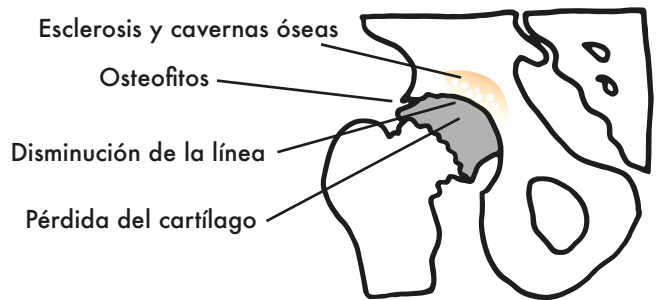 Esclerosis y cavernas óseas
Osteofitos
Disminución de la línea
Pérdida del cartílago